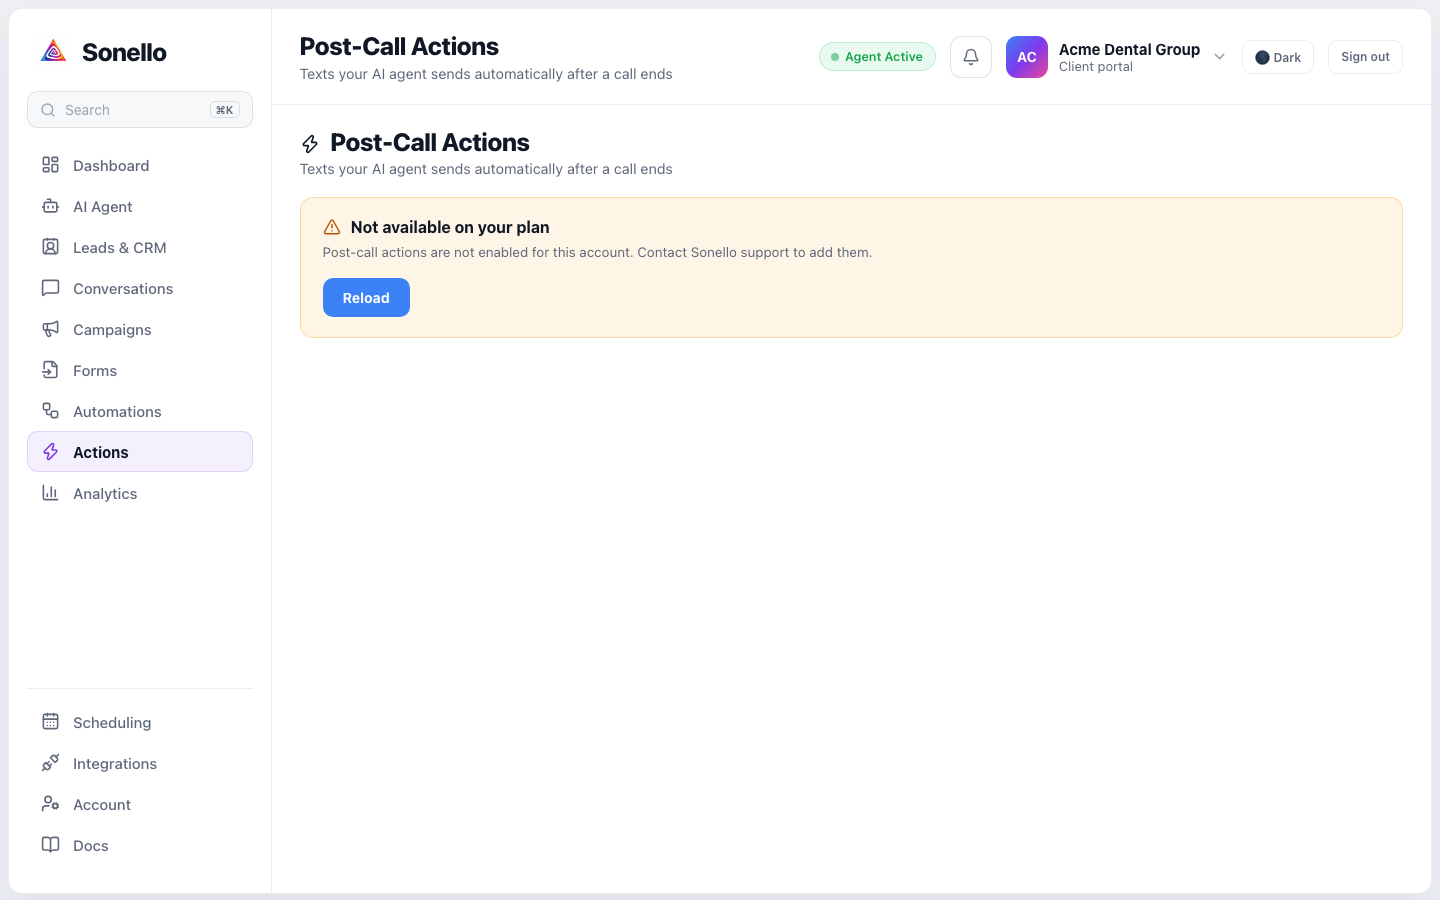 Sonello
Search ⌘K
Dashboard
AI Agent
Leads & CRM
Conversations
Campaigns
Forms
Automations
Actions
Analytics
Scheduling
Integrations
Account
Docs
Post-Call Actions
Texts your AI agent sends automatically after a call ends
Agent Active
AC
Acme Dental Group
Client portal
Dark
Sign out
Post-Call Actions
Texts your AI agent sends automatically after a call ends
Not available on your plan
Post-call actions are not enabled for this account. Contact Sonello support to add them.
Reload